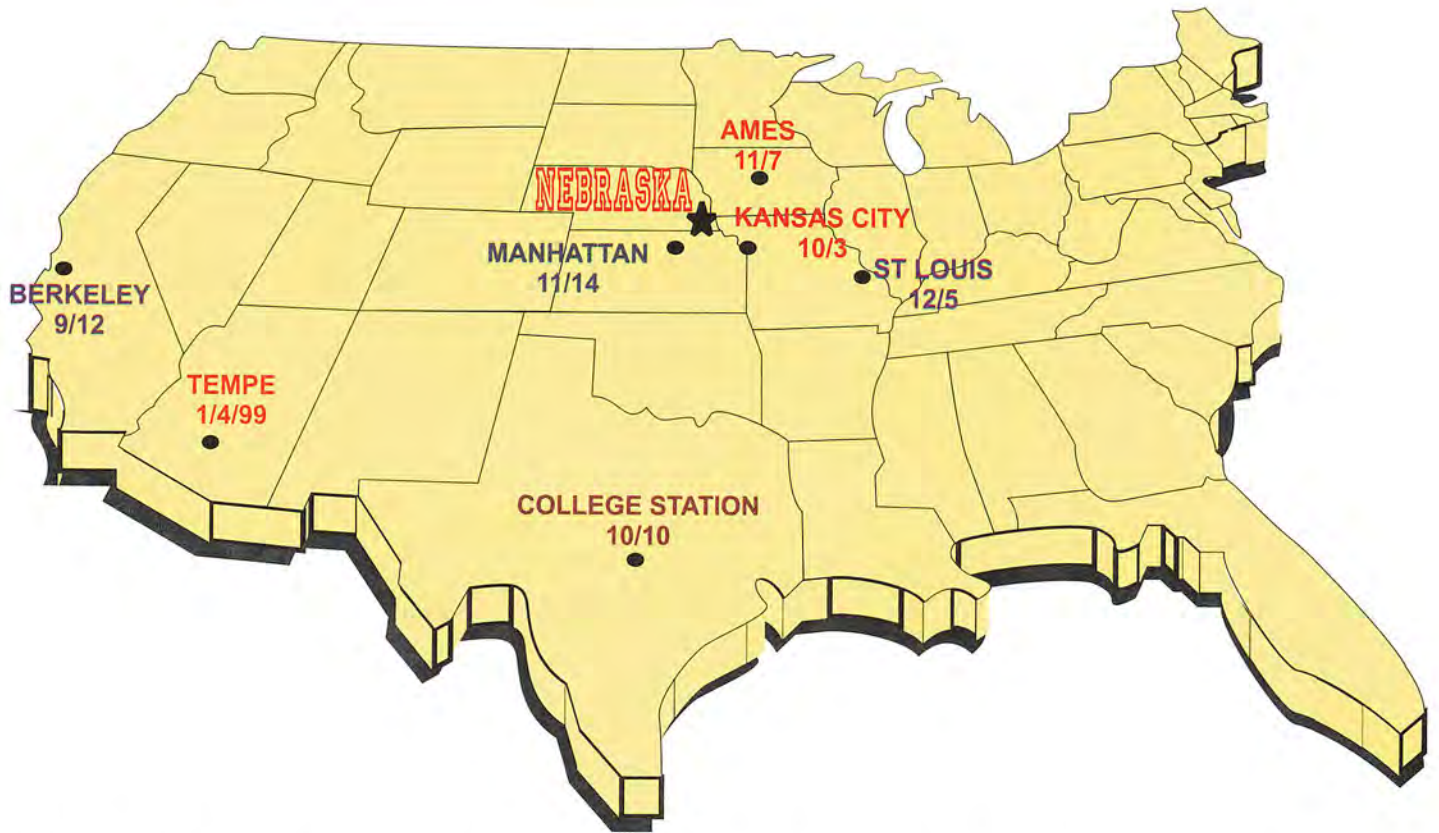 AMES
11/7
NEBRASKA
KANSAS CITY
10/3
MANHATTAN
11/14
ST LOUIS
12/5
BERKELEY
9/12
TEMPE
1/4/99
COLLEGE STATION
10/10